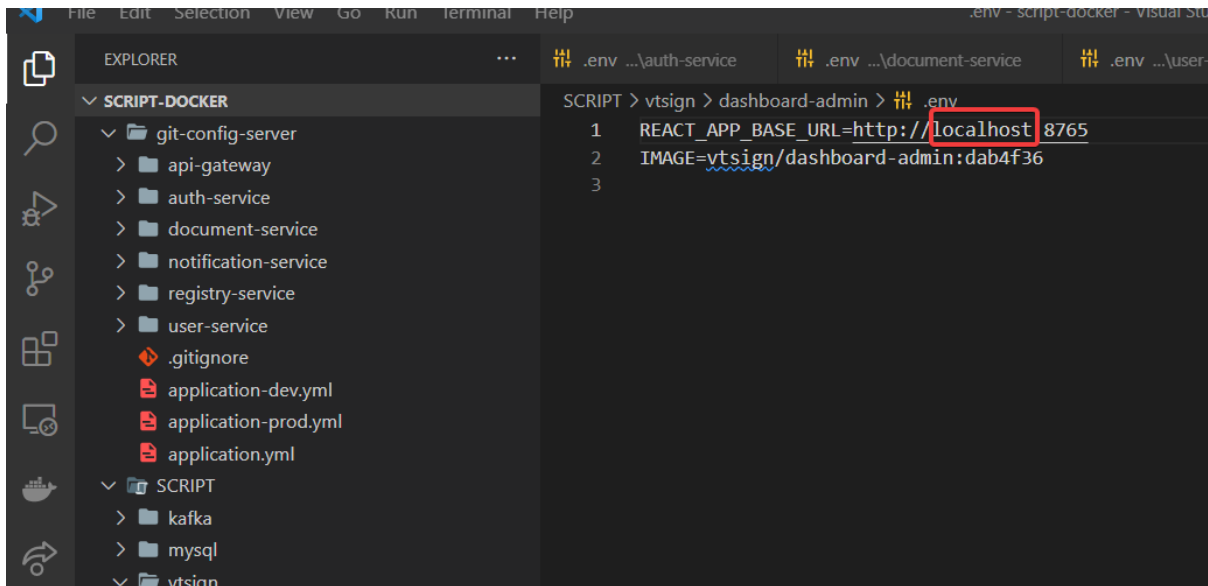 File Edit Selection View Go Run Terminal Help
.env - script-docker - Visual Stu
EXPLORER
.env ...\auth-service
.env ...\document-service
.env ...\user-
SCRIPT-DOCKER
SCRIPT > vtsign > dashboard-admin > .env
git-config-server
1 REACT_APP_BASE_URL=http://localhost:8765
api-gateway
2 IMAGE=vtsign/dashboard-admin:dab4f36
3
auth-service
document-service
notification-service
registry-service
user-service
.gitignore
application-dev.yml
application-prod.yml
application.yml
SCRIPT
kafka
mysql
vtsign